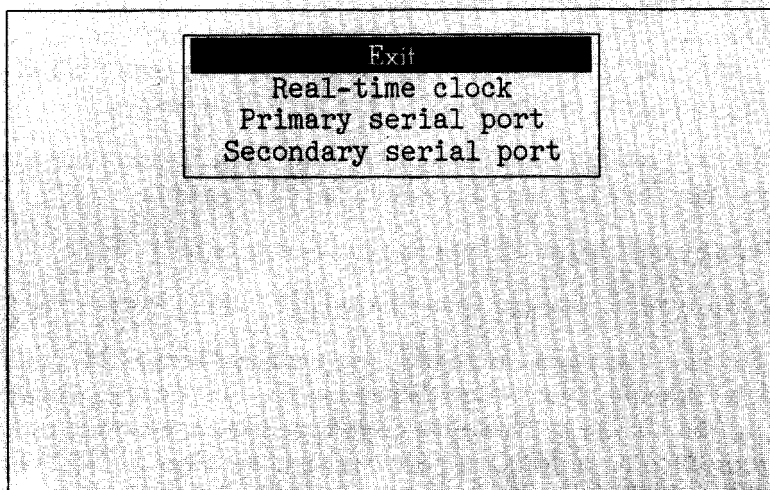 Exit
Real-time clock
Primary serial port
Secondary serial port